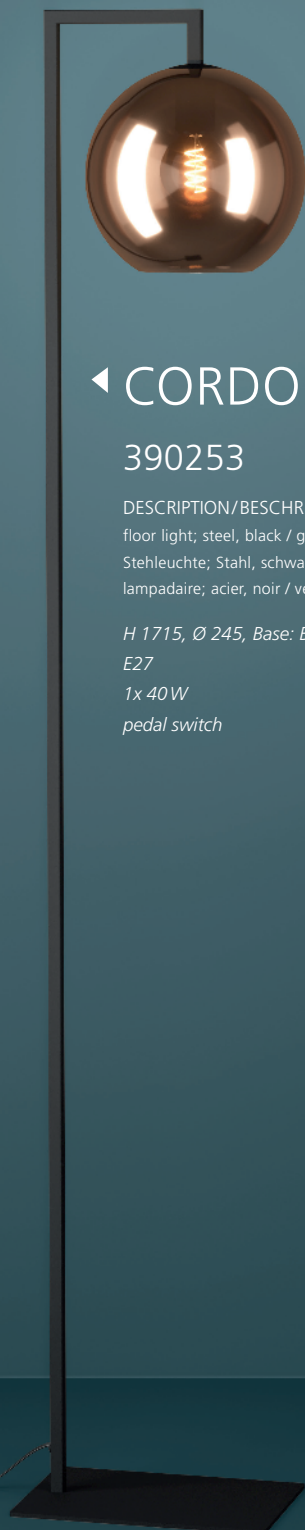 CORDO
390253
DESCRIPTION/BESCHR
floor light; steel, black / g
Stehleuchte; Stahl, schwa
lampadaire; acier, noir / ve
H 1715, Ø 245, Base: B
E27
1x 40 W
pedal switch